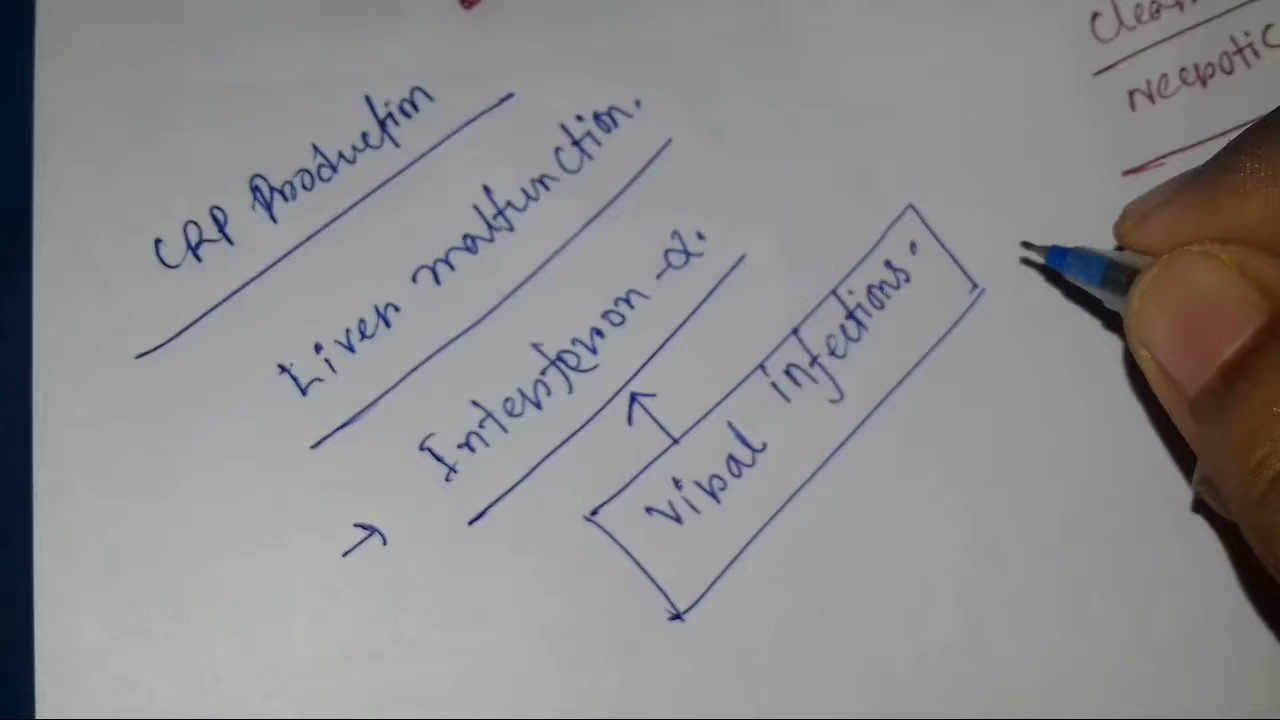 CRP Production
Liver malfunction.
→ Interferon-α.
↑
Viral infections.
Necrotic